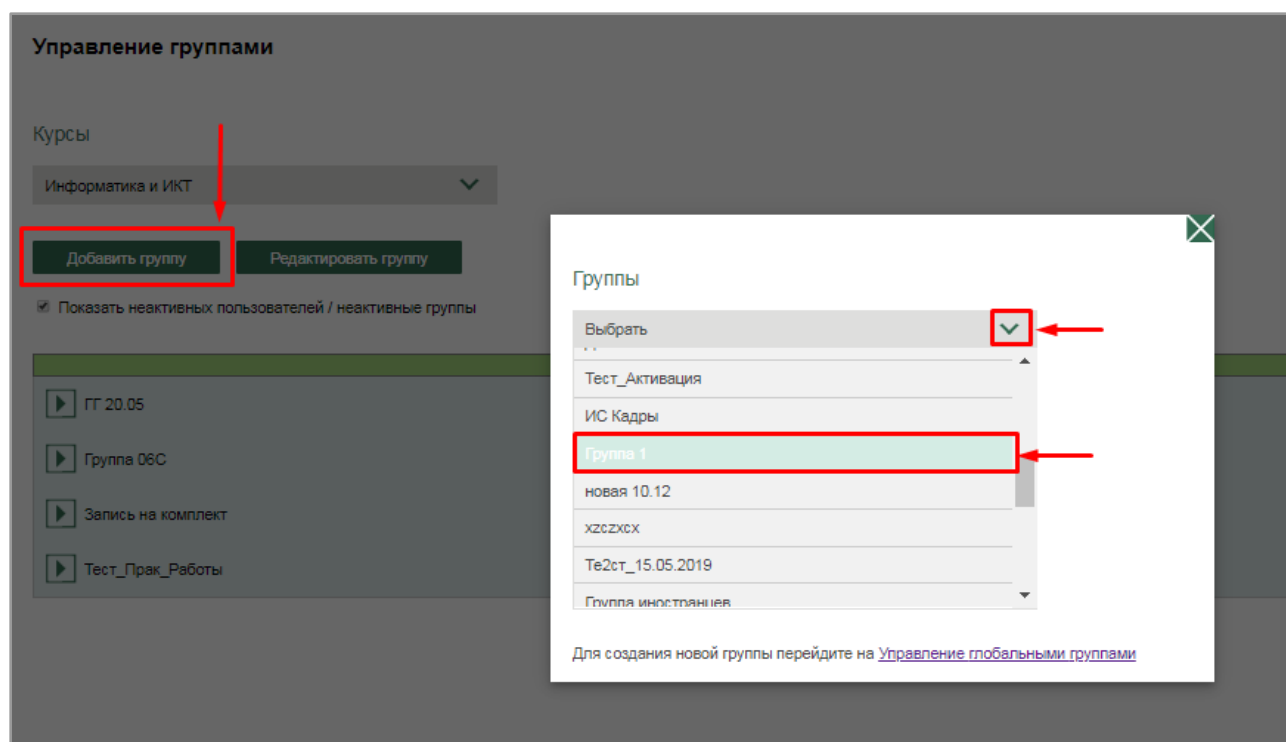 Управление группами
Курсы
Информатика и ИКТ
Добавить группу
Редактировать группу
Показать неактивных пользователей / неактивные группы
ГГ 20.05
Группа 06С
Запись на комплект
Тест_Прак_Работы
Группы
Выбрать
Тест_Активация
ИС Кадры
Группа 1
новая 10.12
xzczxcx
Те2ст_15.05.2019
Группа иностранцев
Для создания новой группы перейдите на Управление глобальными группами